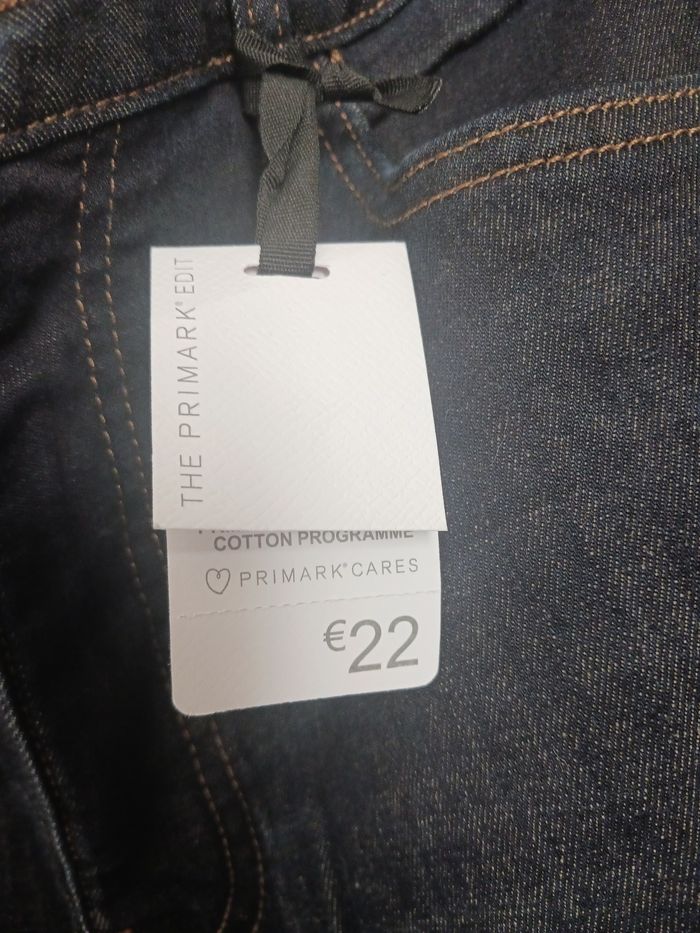 THE PRIMARK® EDIT
COTTON PROGRAMME
PRIMARK® CARES
€22